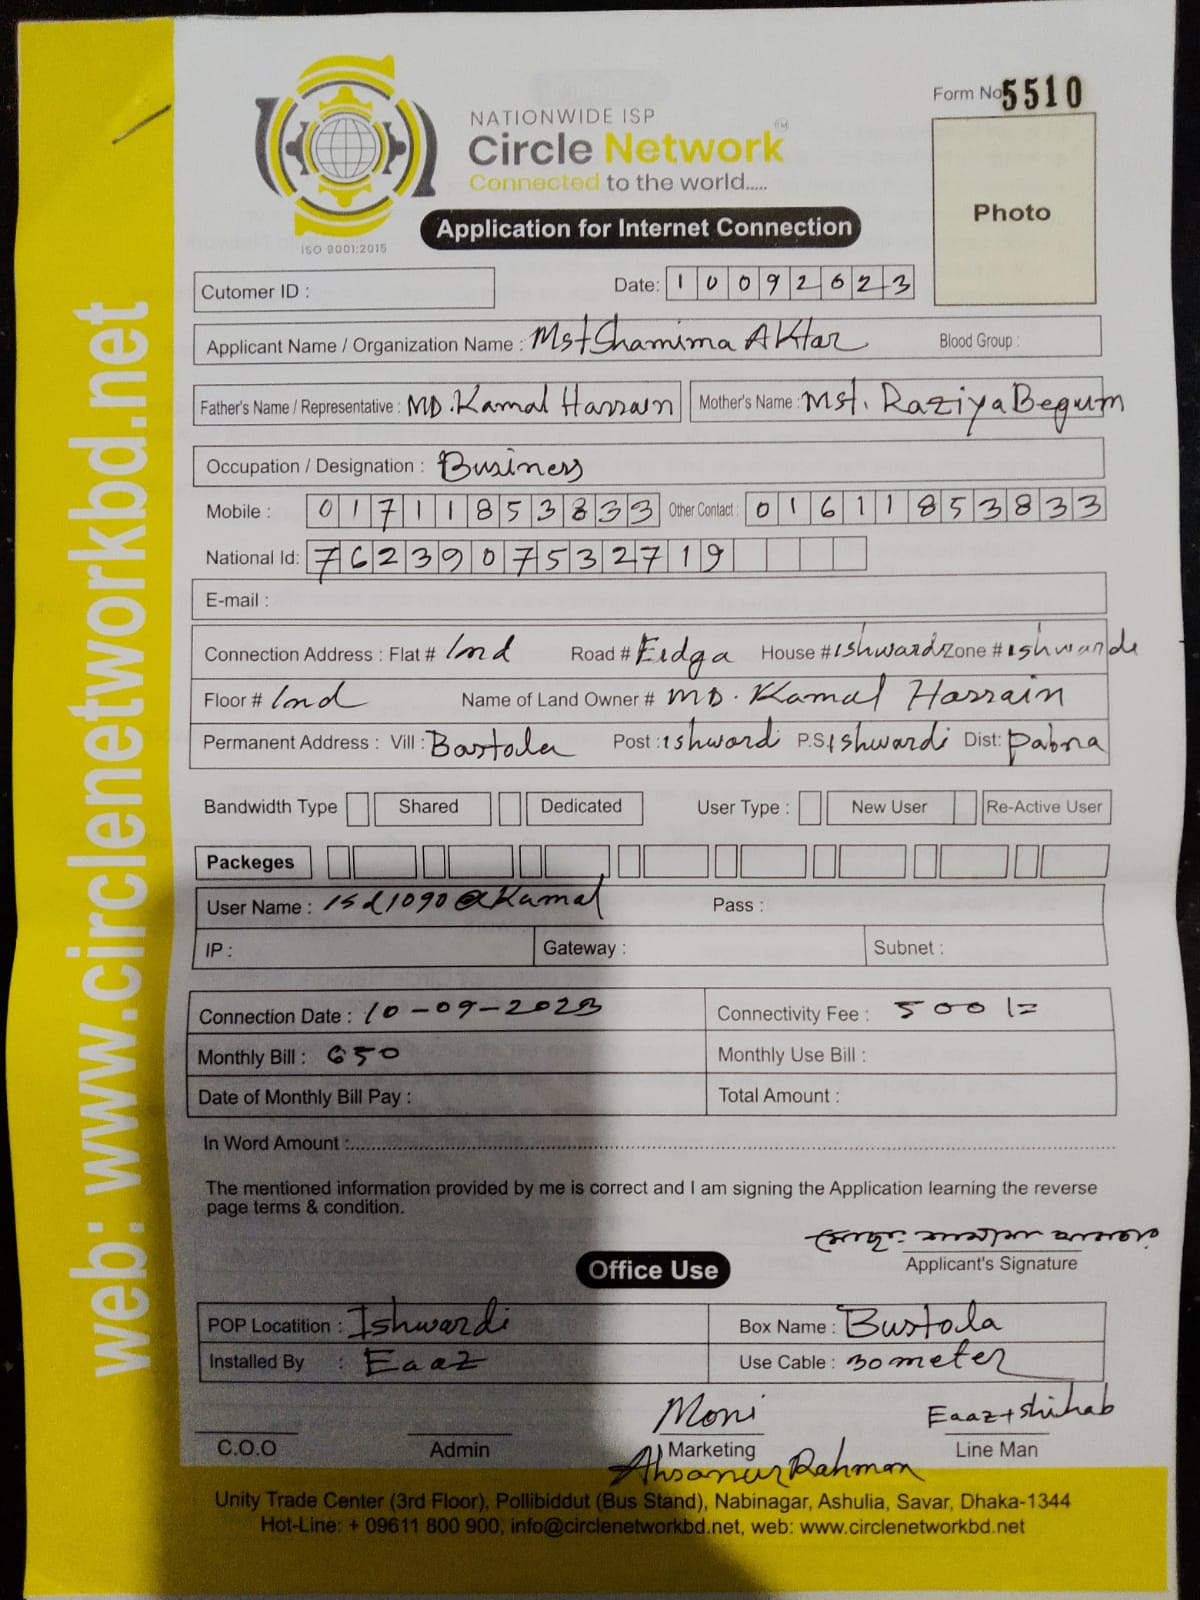 Form No 5510
NATIONWIDE ISP
Circle Network TM
Connected to the world.....
ISO 9001:2015
Photo
Application for Internet Connection
Cutomer ID :
Date: 10092023
Applicant Name / Organization Name : Mst Shamima AKtar Blood Group :
Father's Name / Representative : MD. Kamal Hassain Mother's Name : Mst. Raziya Begum
Occupation / Designation : Business
Mobile : 01711853833 Other Contact : 01611853833
National Id: 7623907532719
E-mail :
Connection Address : Flat # Ind Road # Eidga House # ishwardi Zone # ishwardi
Floor # Ind Name of Land Owner # MD. Kamal Hassain
Permanent Address : Vill : Bastola Post : ishwardi P.S ishwardi Dist: Pabna
Bandwidth Type Shared Dedicated User Type : New User Re-Active User
Packeges
User Name : isd1090@Kamal Pass :
IP : Gateway : Subnet :
Connection Date : 10-09-2023 Connectivity Fee : 500/=
Monthly Bill : 650 Monthly Use Bill :
Date of Monthly Bill Pay : Total Amount :
In Word Amount :
The mentioned information provided by me is correct and I am signing the Application learning the reverse
page terms & condition.
Applicant's Signature
Office Use
POP Locatition : Ishwardi Box Name : Bustola
Installed By : Eaaz Use Cable : 30 meter
Moni Eaaz+Shihab
C.O.O Admin Marketing Line Man
Ahsanur Rahman
Unity Trade Center (3rd Floor), Pollibiddut (Bus Stand), Nabinagar, Ashulia, Savar, Dhaka-1344
Hot-Line: + 09611 800 900, info@circlenetworkbd.net, web: www.circlenetworkbd.net
web: www.circlenetworkbd.net